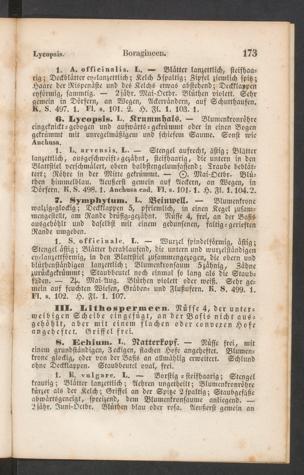 Lycopsis. Boragineen. 173
1. A. officinalis. L. — Blätter lanzettlich, steifhaa-
rig; Deckblätter eylanzettlich; Kelch 5spaltig; Zipfel ziemlich spitz;
Haare der Rispenäste und des Kelchs etwas abstehend; Deckklappen
eyförmig, sammtig. — 2jähr. Mai-Octbr. Blüthen violett. Sehr
gemein in Dörfern, an Wegen, Ackerrändern, auf Schutthaufen.
K. S. 497. 1. Fl. s. 101. 2. H. Fl. 1. 103. 1.
6. Lycopsis. L. Krummhals. — Blumenkronröhre
eingeknickt-gebogen und aufwärts-gekrümmt oder in einen Bogen
gekrümmt mit unregelmäßigem und schiefem Saume. Sonst wie
Anchusa.
1. L. arvensis. L. — Stengel aufrecht, ästig; Blätter
lanzettlich, ausgeschweift-gezähnt, steifhaarig, die untern in den
Blattstiel verschmälert, obern halbstengelumfassend; Traube beblät-
tert; Röhre in der Mitte gekrümmt. — ⊙. Mai-Octbr. Blü-
then himmelblau. Aeußerst gemein auf Aeckern, an Wegen, in
Dörfern. K. S. 498. 1. Anchusa end. Fl. s. 101. 1. H. Fl. 1. 104. 2.
7. Symphytum. L. Beinwell. — Blumenkrone
walzig-glockig; Deckklappen 5, pfriemlich, in einen Kegel zusam-
mengestellt, am Rande drüsig-gezähnt. Nüsse 4, frei, an der Basis
ausgehöhlt und daselbst mit einem gedunsenen, faltig-gerieften
Rande umgeben.
1. S. officinale. L. — Wurzel spindelförmig, ästig;
Stengel ästig; Blätter herablaufend, die untern und wurzelständigen
eylanzettförmig, in den Blattstiel zusammengezogen, die obern und
blüthenständigen lanzettlich; Blumenkronsaum 5zähnig, Zähne
zurückgekrümmt; Staubbeutel noch einmal so lang als die Staub-
fäden. — 24. Mai-Aug. Blüthen violett oder weiß. Sehr ge-
mein auf feuchten Wiesen, Gräben- und Flußufern. K. S. 499. 1.
Fl. s. 102. H. Fl. 1. 107.
III. Lithospermeen. Nüsse 4, der unter-
weibigen Scheibe eingefügt, an der Basis nicht aus-
gehöhlt, aber mit einem flachen oder convexen Hofe
angeheftet. Griffel frei.
8. Echium. L. Natterkopf. — Nüsse frei, mit
einem grundständigen, 3eckigen, flachen Hofe angeheftet. Blumen-
krone glockig, oder von der Basis an allmählig erweitert. Schlund
ohne Deckklappen. Staubbeutel oval, frei.
1. E. vulgare. L. — Borstig-steifhaarig; Stengel
krautig; Blätter lanzettlich; Aehren ungetheilt; Blumenkronröhre
kürzer als der Kelch; Griffel an der Spitze 2spaltig; Staubgefäße
abwärtsgeneigt, spreizend, dem Blumenkronsaume anliegend. —
2jähr. Juni-Octbr. Blüthen blau oder rosa. Aeußerst gemein an